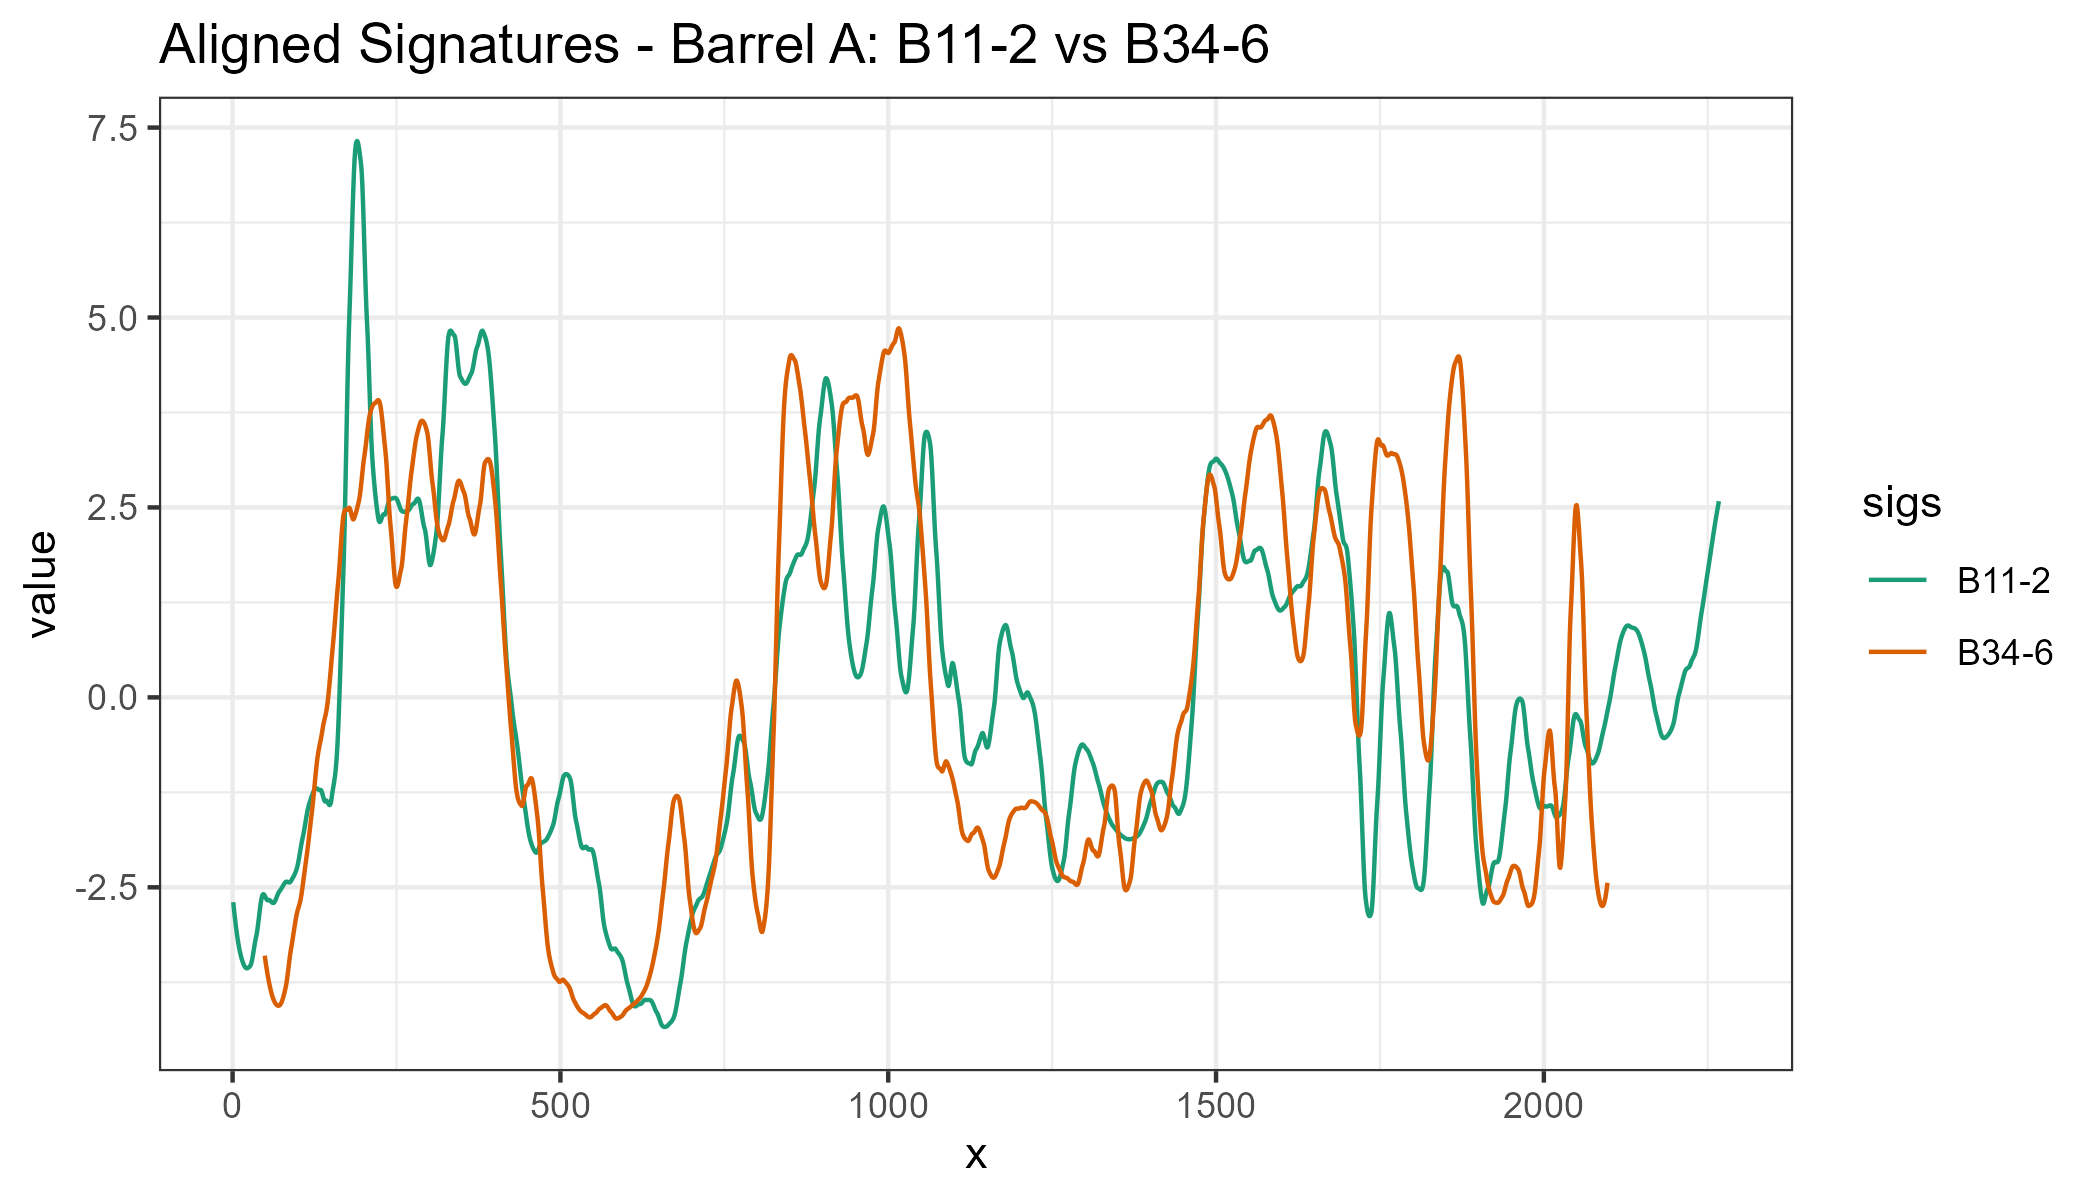 Aligned Signatures - Barrel A: B11-2 vs B34-6
7.5
5.0
2.5
0.0
-2.5
value
0 500 1000 1500 2000
x
sigs
B11-2
B34-6